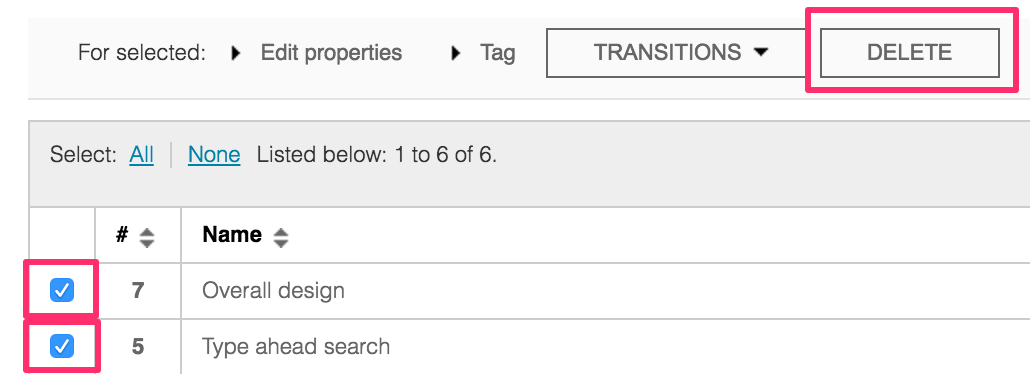 For selected: Edit properties Tag TRANSITIONS DELETE
Select: All None Listed below: 1 to 6 of 6.
# Name
7 Overall design
5 Type ahead search